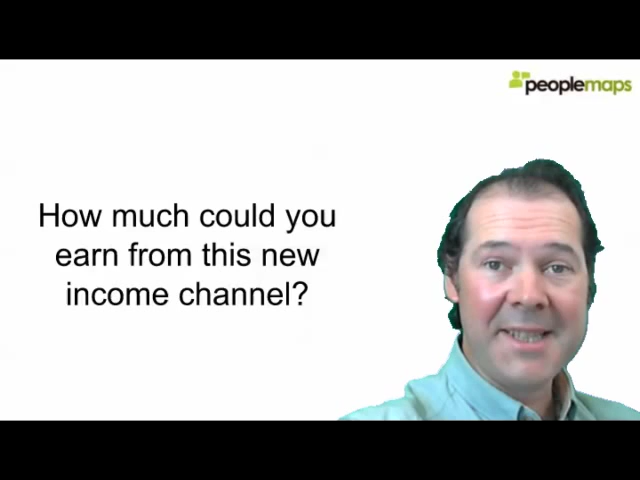 peoplemaps
How much could you
earn from this new
income channel?